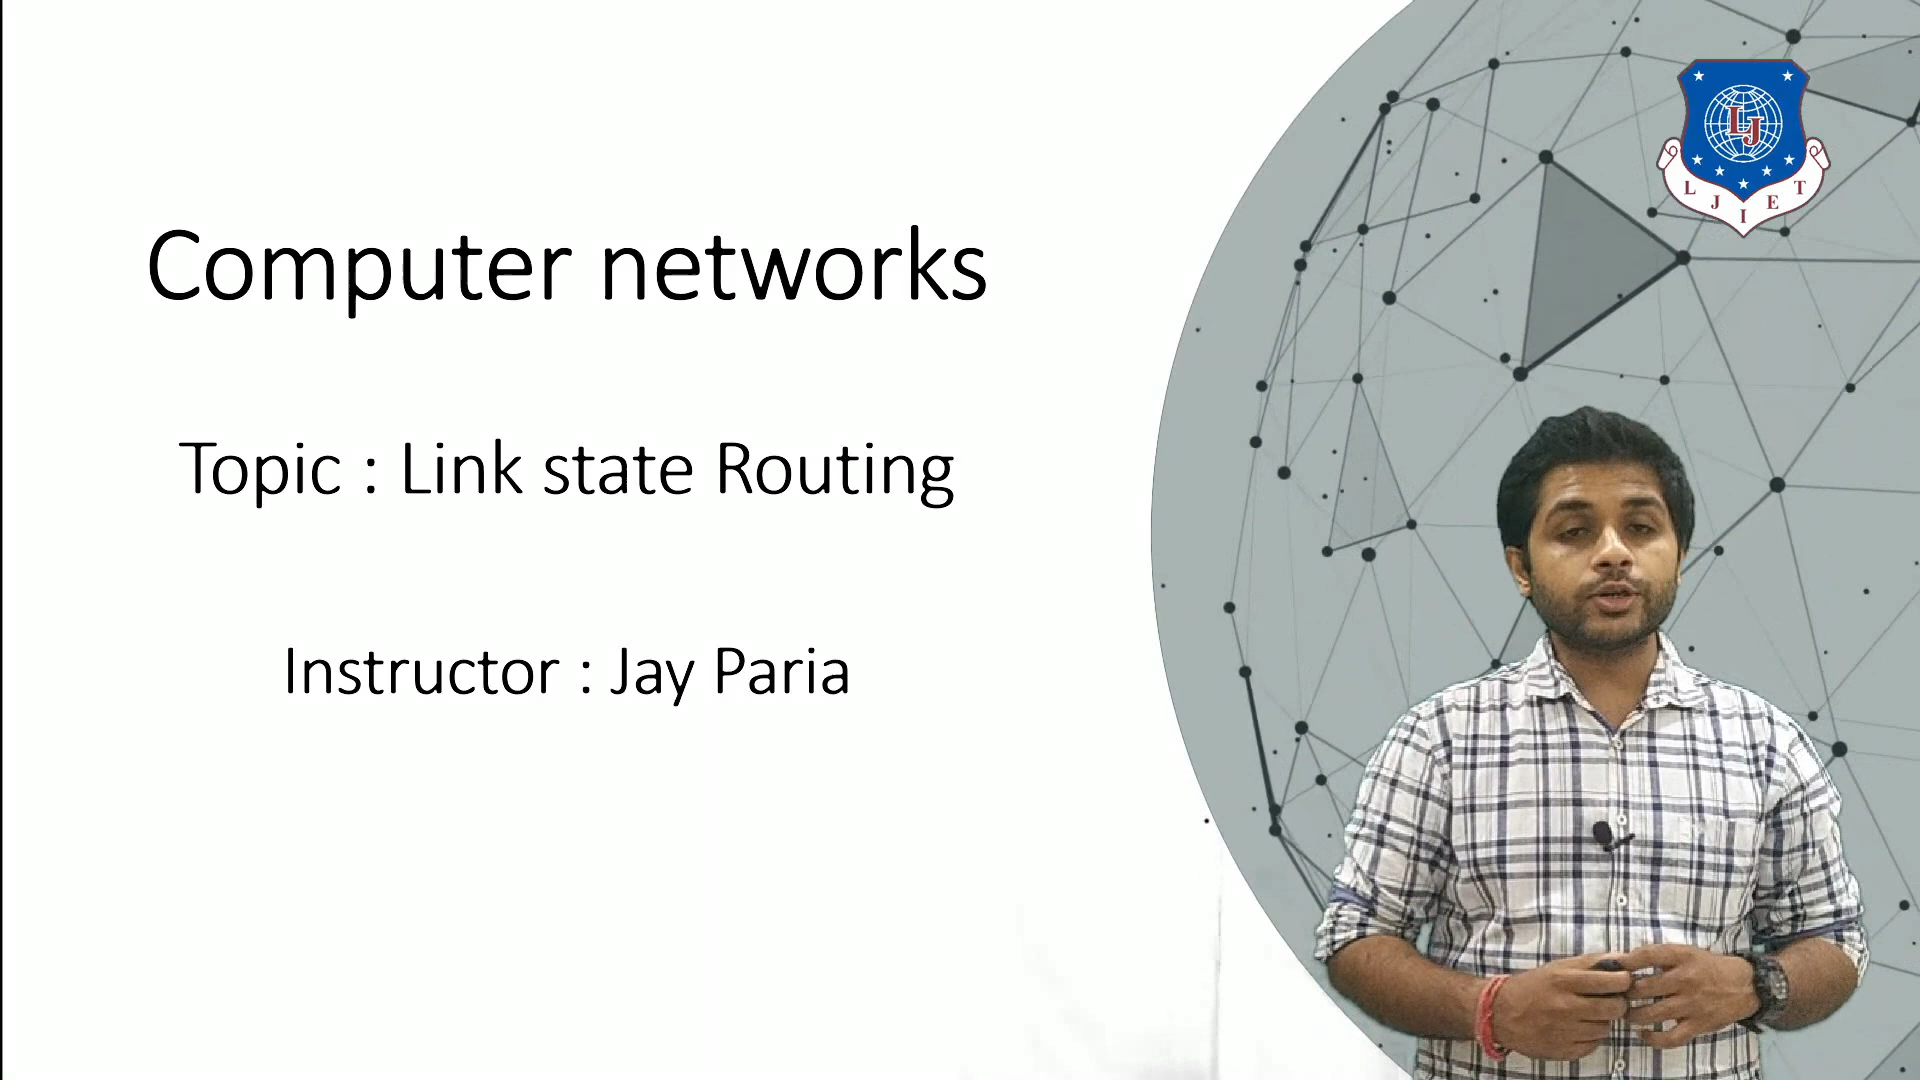 Computer networks
Topic : Link state Routing
Instructor : Jay Paria
LJ
L J I E T